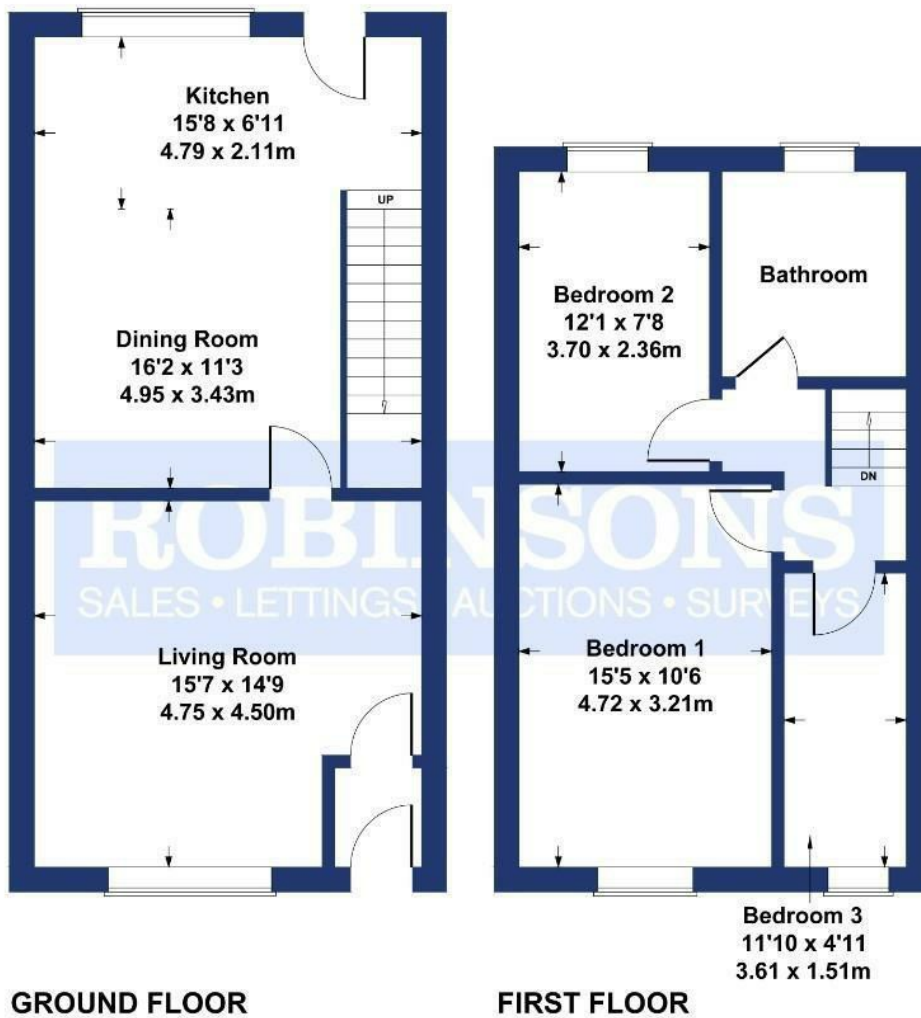 Kitchen
15'8 x 6'11
4.79 x 2.11m
UP
Dining Room
16'2 x 11'3
4.95 x 3.43m
Living Room
15'7 x 14'9
4.75 x 4.50m
GROUND FLOOR
Bedroom 2
12'1 x 7'8
3.70 x 2.36m
Bathroom
DN
Bedroom 1
15'5 x 10'6
4.72 x 3.21m
Bedroom 3
11'10 x 4'11
3.61 x 1.51m
FIRST FLOOR
ROBINSONS
SALES • LETTINGS • AUCTIONS • SURVEYS